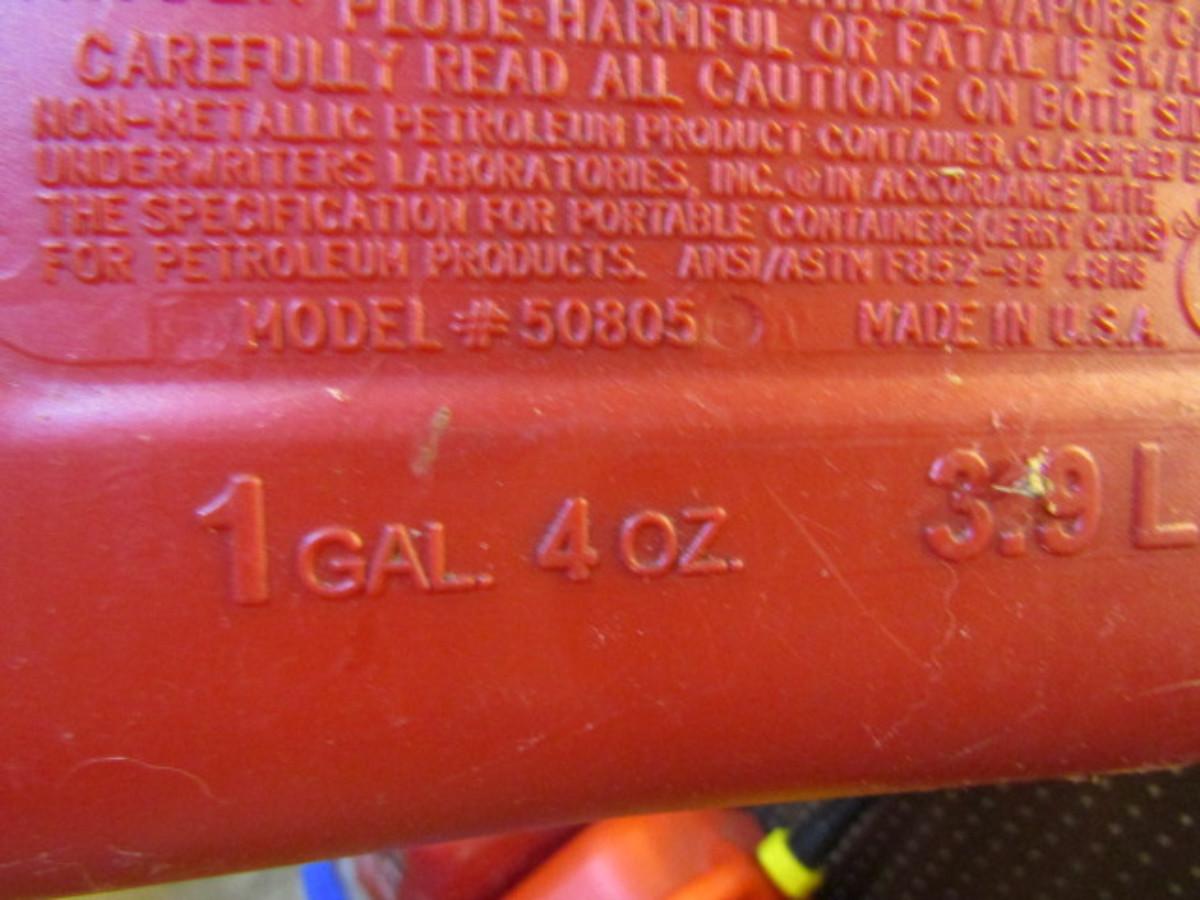 PLODE·HARMFUL OR FATAL IF
CAREFULLY READ ALL CAUTIONS ON BOTH
NON-METALLIC PETROLEUM PRODUCT CONTAINER, CLASSIFIED
UNDERWRITERS LABORATORIES, INC.® IN ACCORDANCE WITH
THE SPECIFICATION FOR PORTABLE CONTAINERS (JERRY CANS)
FOR PETROLEUM PRODUCTS. ANSI/ASTM F852-99 48R6
MODEL #50805 MADE IN U.S.A.
1 GAL. 4 OZ. 3.9 L